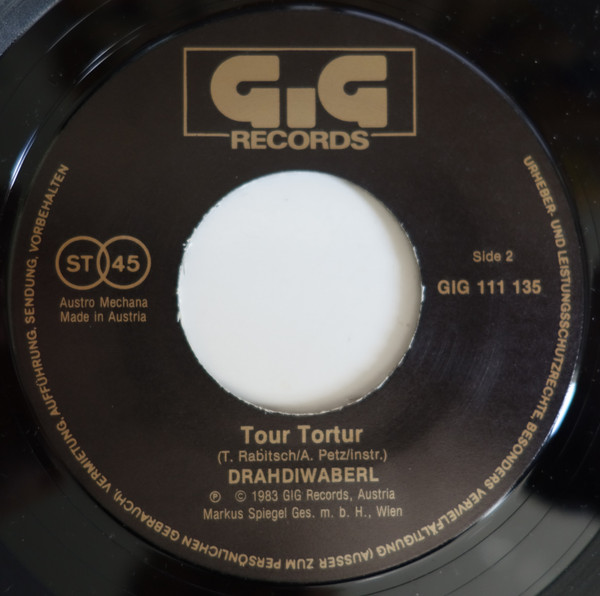 GIG
RECORDS
ST 45
Austro Mechana
Made in Austria
Side 2
GIG 111 135
Tour Tortur
(T. Rabitsch/A. Petz/instr.)
DRAHDIWABERL
Ⓟ © 1983 GIG Records, Austria
Markus Spiegel Ges. m. b. H., Wien
URHEBER- UND LEISTUNGSSCHUTZRECHTE, BESONDERS VERVIELFÄLTIGUNG (AUSSER ZUM PERSÖNLICHEN GEBRAUCH), VERMIETUNG, AUFFÜHRUNG, SENDUNG, VORBEHALTEN